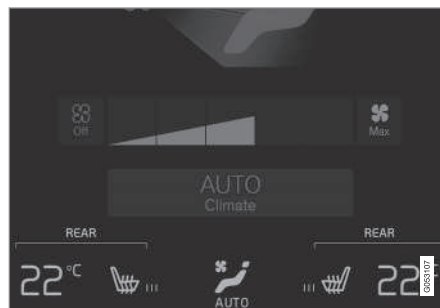 Off
Max
AUTO
Climate
REAR REAR
22°C 22°
AUTO
G053107